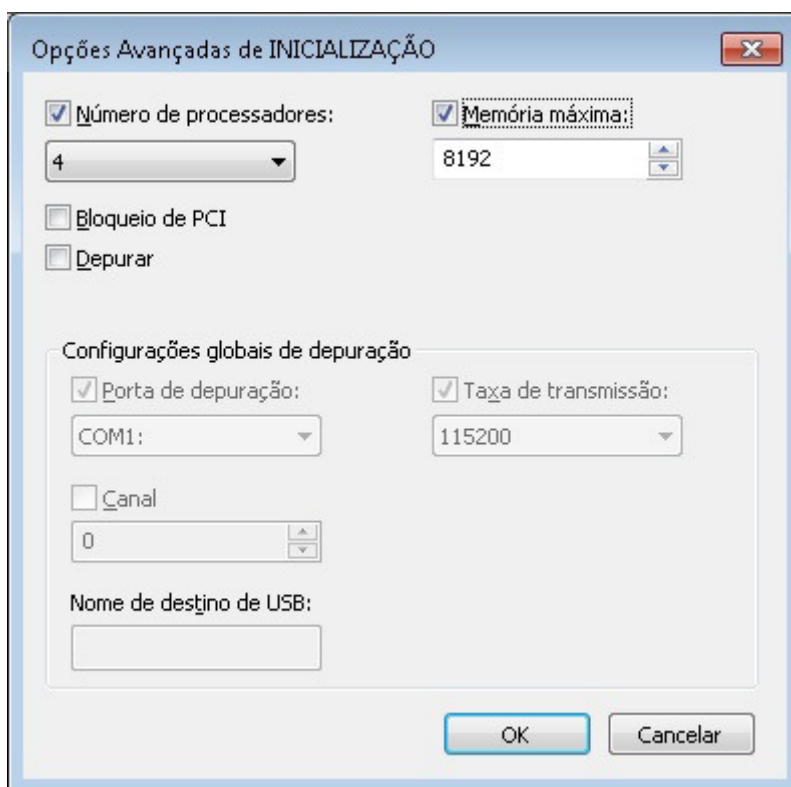 Opções Avançadas de INICIALIZAÇÃO
Número de processadores:
Memória máxima:
4
8192
Bloqueio de PCI
Depurar
Configurações globais de depuração
Porta de depuração:
Taxa de transmissão:
COM1:
115200
Canal
0
Nome de destino de USB:
OK
Cancelar